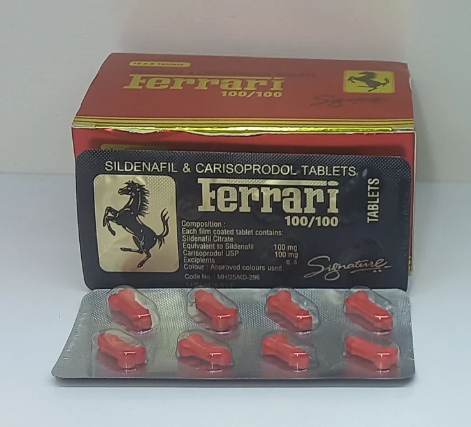 Ferrari
100/100
Signature
SILDENAFIL & CARISOPRODOL TABLETS
Ferrari
100/100
TABLETS
Composition :
Each film coated tablet contains:
Sildenafil Citrate
Equivalent to Sildenafil 100 mg
Carisoprodol USP 100 mg
Excipients q.s
Colour : Approved colours used.
Signature